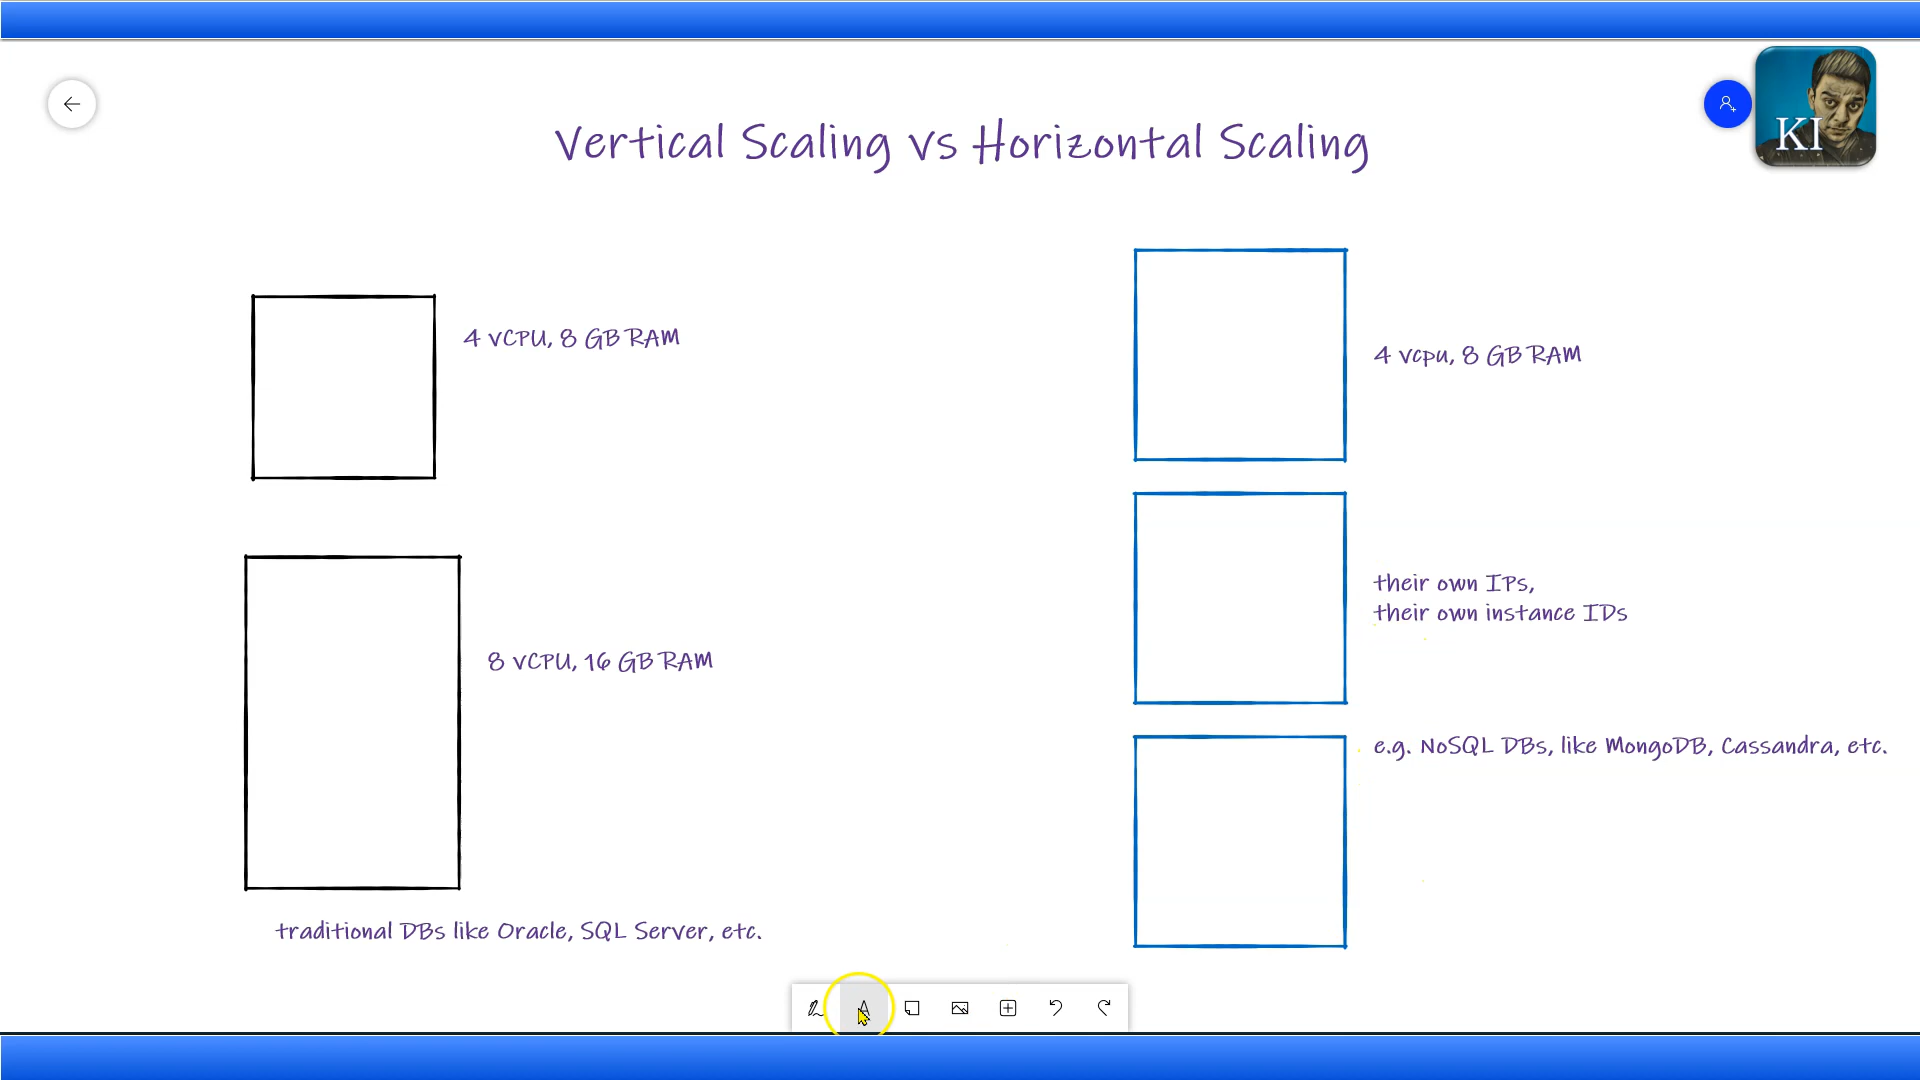 KI
Vertical Scaling vs Horizontal Scaling
4 VCPU, 8 GB RAM
8 VCPU, 16 GB RAM
traditional DBs like Oracle, SQL Server, etc.
4 vcpu, 8 GB RAM
their own IPs,
their own instance IDs
e.g. NoSQL DBs, like MongoDB, Cassandra, etc.